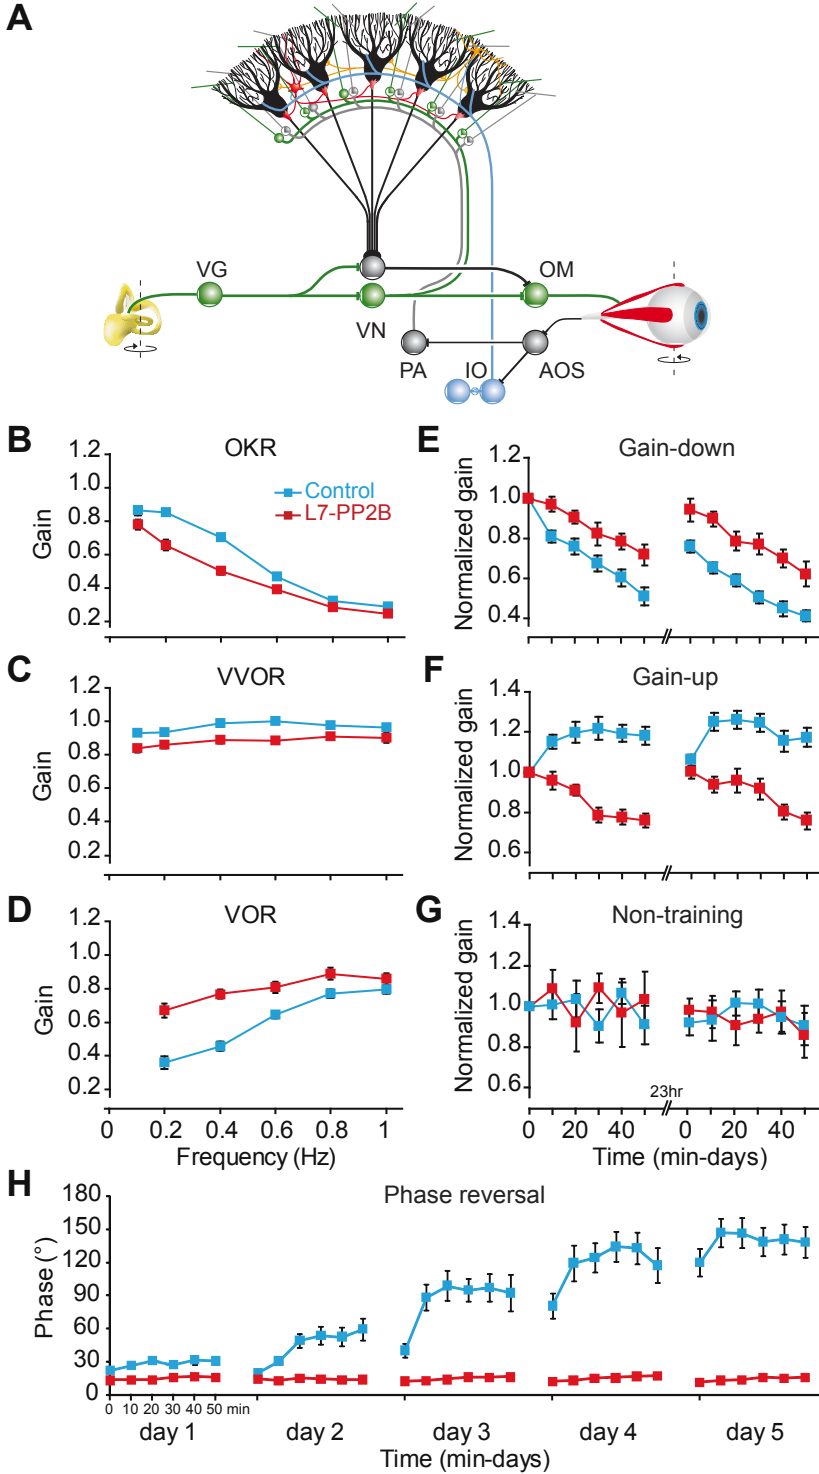 A
VG
OM
VN
PA
IO
AOS
B
OKR
Gain
1.2
1.0
0.8
0.6
0.4
0.2
Control
L7-PP2B
E
Gain-down
Normalized gain
1.2
1.0
0.8
0.6
0.4
C
VVOR
Gain
1.2
1.0
0.8
0.6
0.4
0.2
F
Gain-up
Normalized gain
1.4
1.2
1.0
0.8
0.6
D
VOR
Gain
1.2
1.0
0.8
0.6
0.4
0.2
0 0.2 0.4 0.6 0.8 1
Frequency (Hz)
G
Non-training
Normalized gain
1.4
1.2
1.0
0.8
0.6
23hr
0 20 40 0 20 40
Time (min-days)
H
Phase reversal
Phase (°)
180
150
120
90
60
30
0
0 10 20 30 40 50 min
day 1 day 2 day 3 day 4 day 5
Time (min-days)